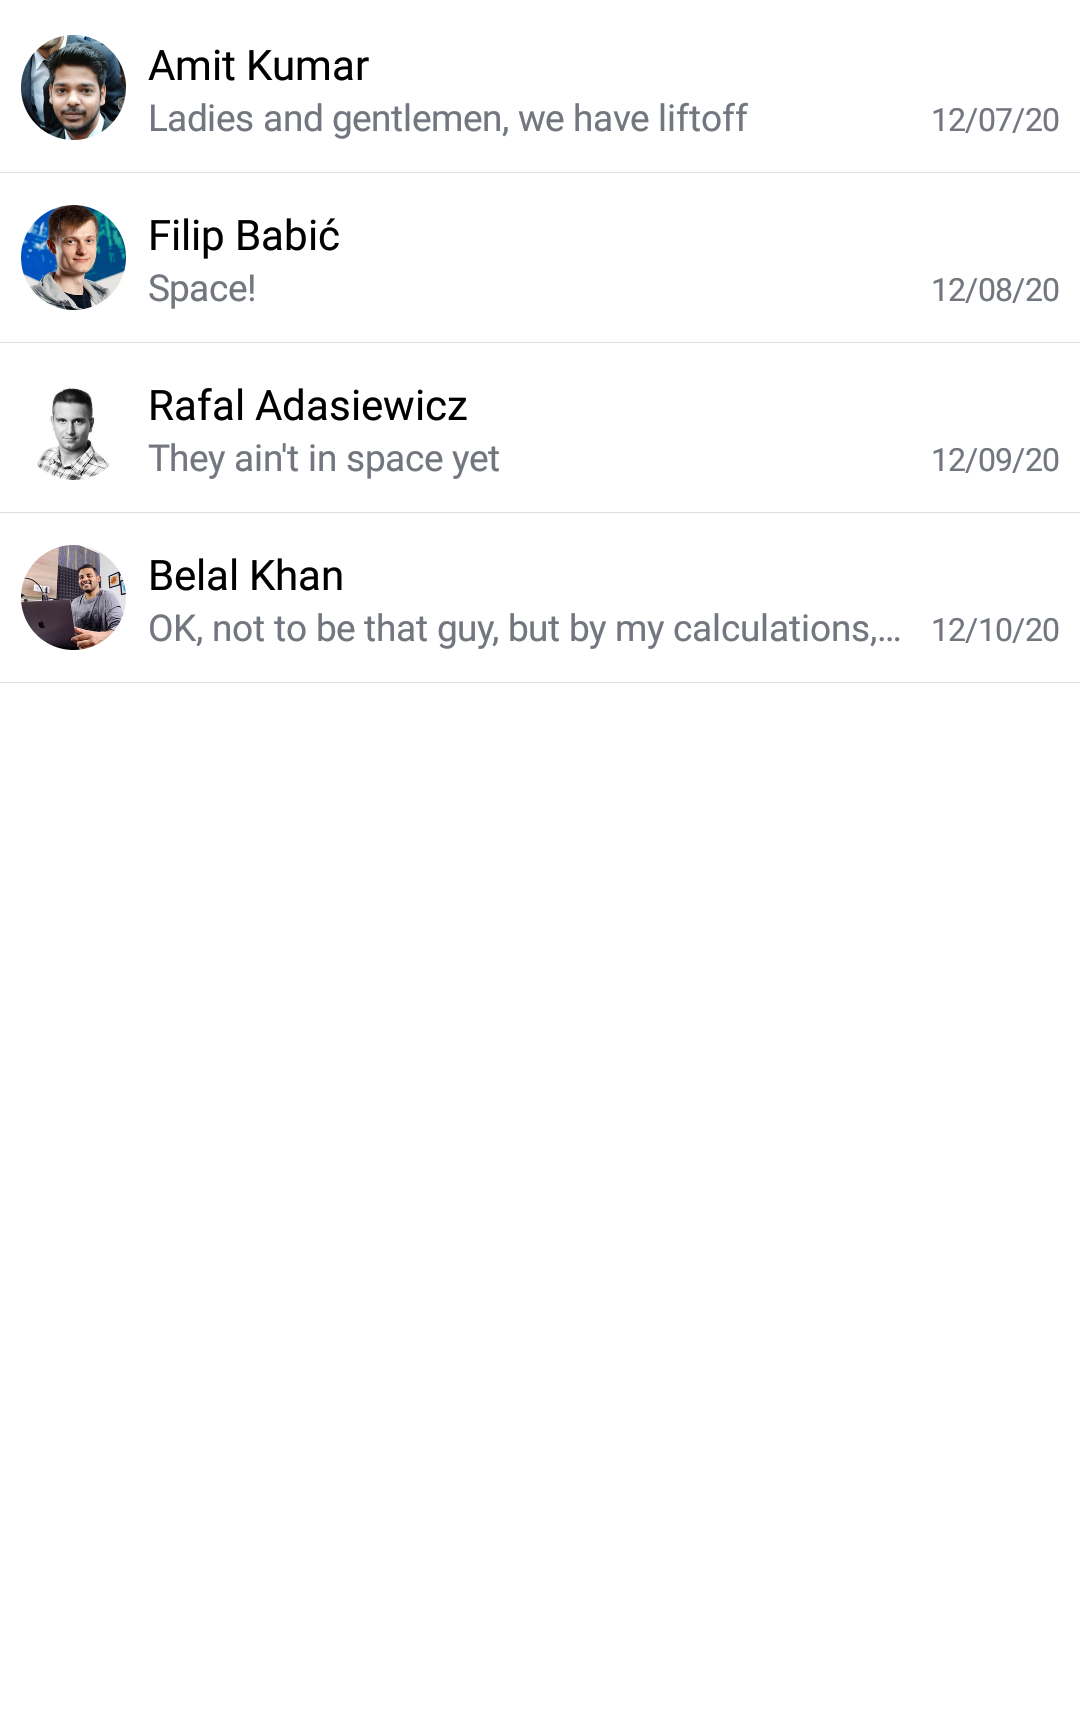 Amit Kumar
Ladies and gentlemen, we have liftoff 12/07/20
Filip Babić
Space! 12/08/20
Rafal Adasiewicz
They ain't in space yet 12/09/20
Belal Khan
OK, not to be that guy, but by my calculations,... 12/10/20